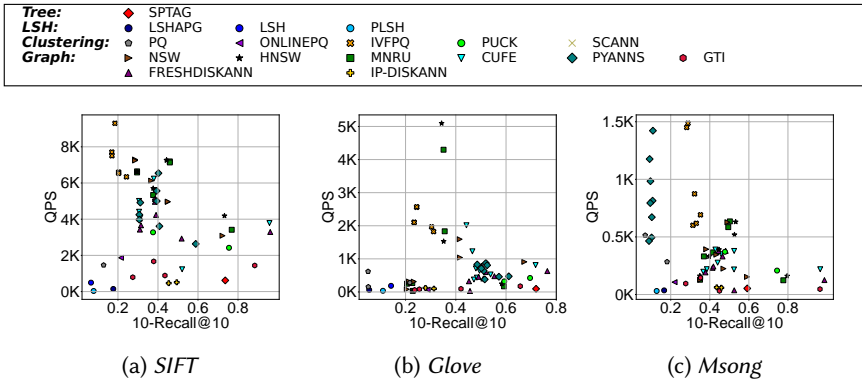 Tree: SPTAG
LSH: LSHAPG LSH PLSH
Clustering: PQ ONLINEPQ IVFPQ PUCK SCANN
Graph: NSW HNSW MNRU CUFE PYANNS GTI
FRESHDISKANN IP-DISKANN
QPS
8K
6K
4K
2K
0K
0.2 0.4 0.6 0.8
10-Recall@10
(a) SIFT
QPS
5K
4K
3K
2K
1K
0K
0.2 0.4 0.6 0.8
10-Recall@10
(b) Glove
QPS
1.5K
1K
0.5K
0K
0.2 0.4 0.6 0.8
10-Recall@10
(c) Msong